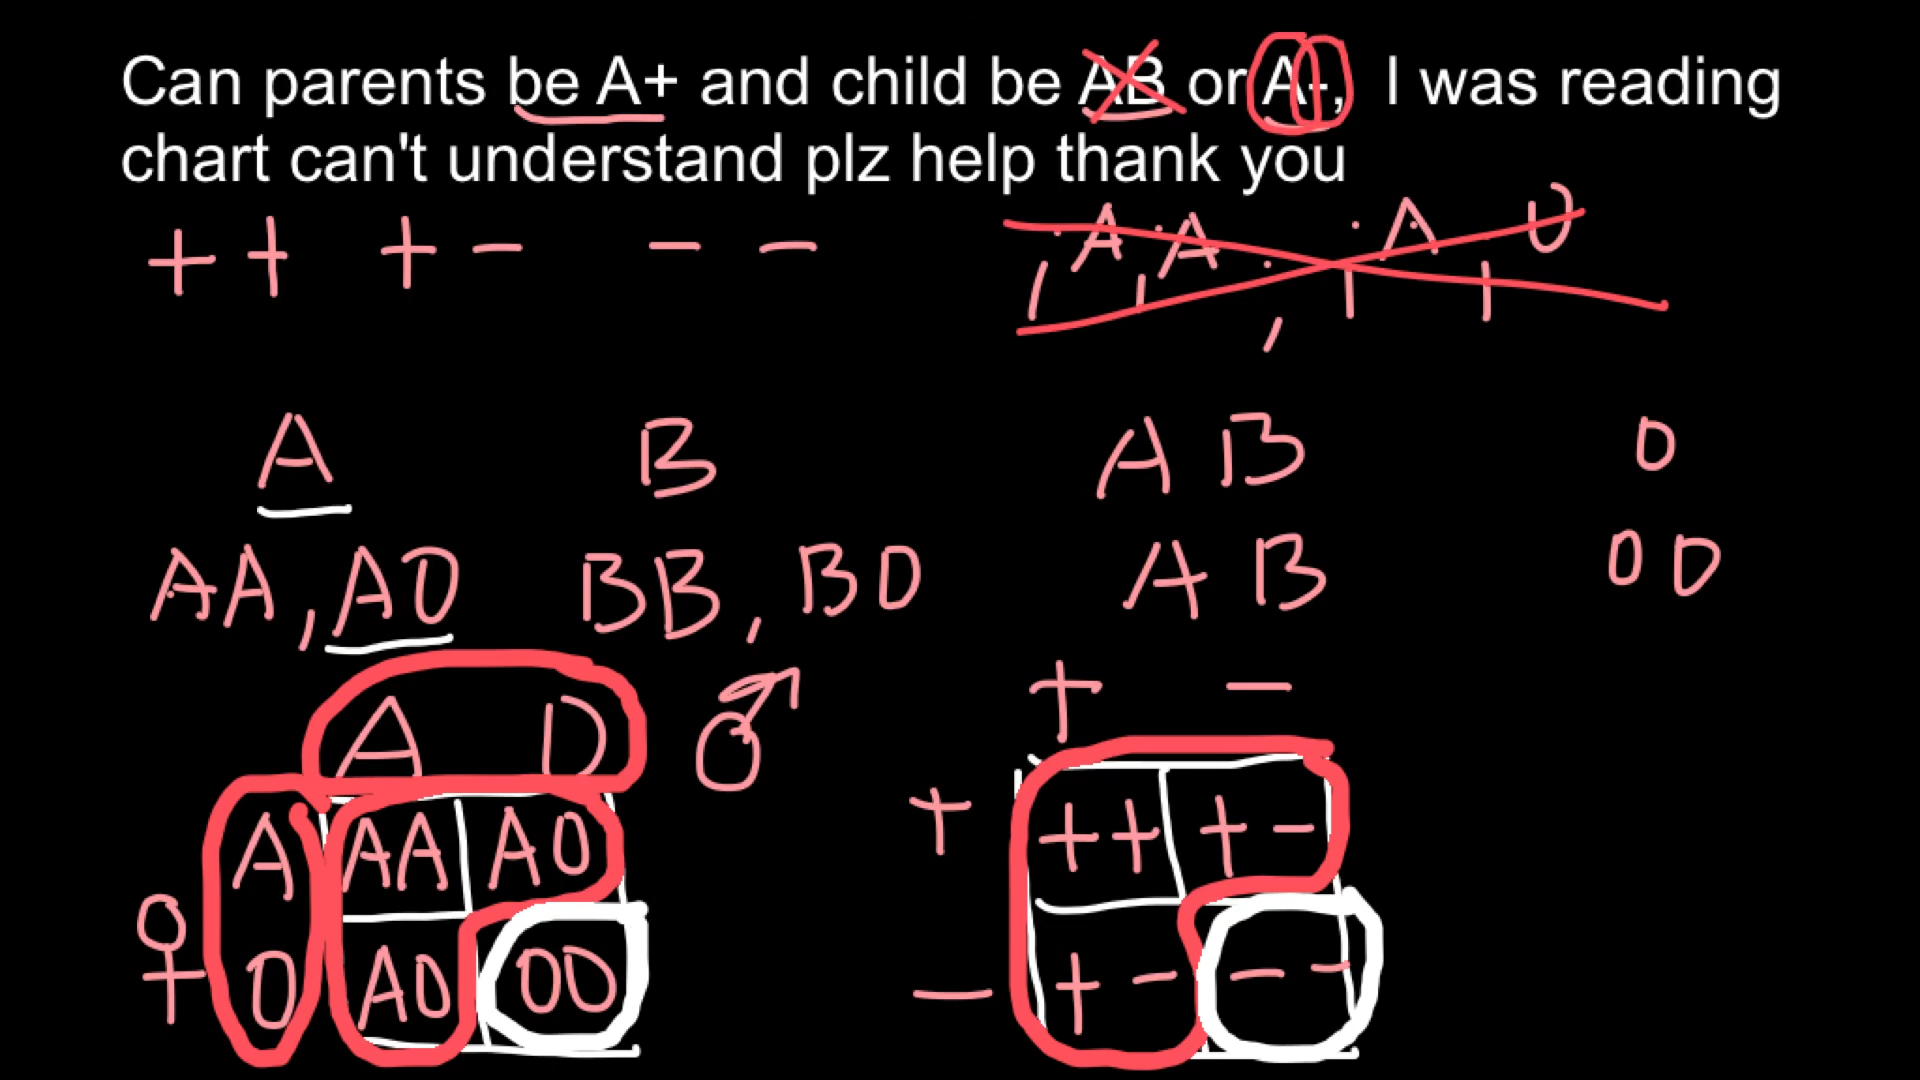 Can parents be A+ and child be AB or A-, I was reading
chart can't understand plz help thank you
+ + + - - - A A , A O
A B AB O
AA, AO BB, BO AB OO
A O ♂ + -
A AA AO + ++ +-
♀ O AO OO - +- --